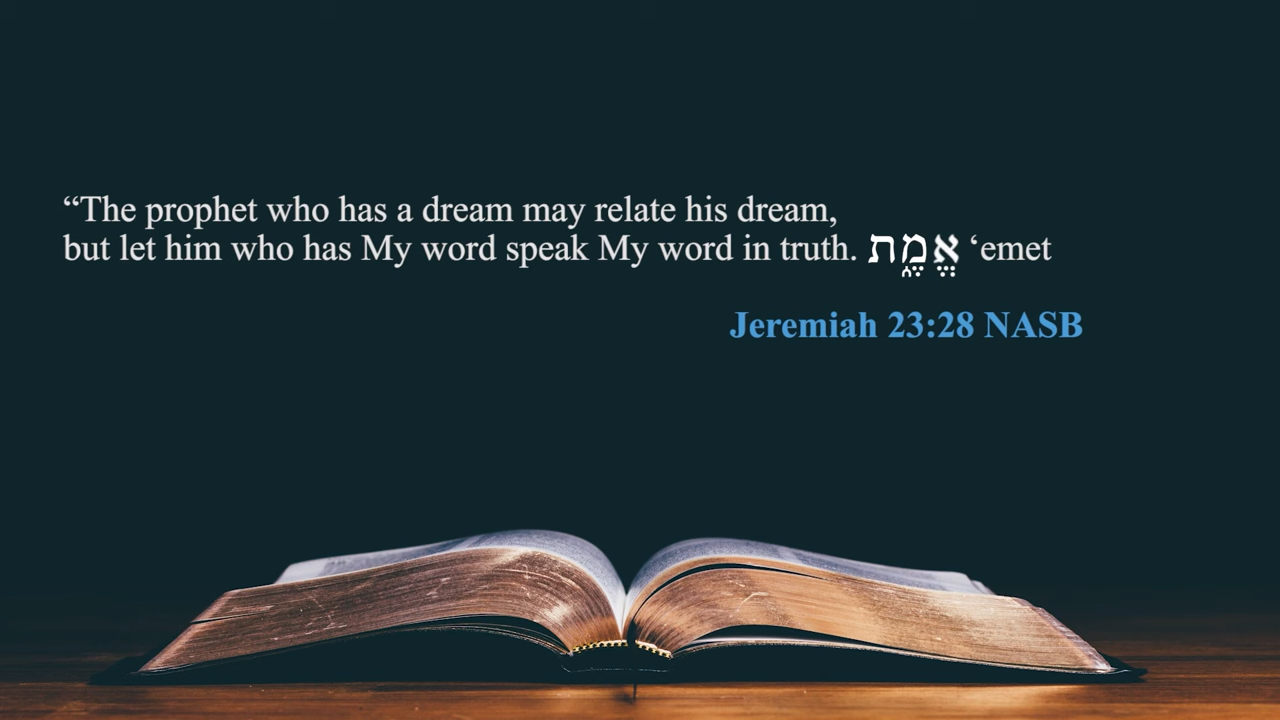 “The prophet who has a dream may relate his dream,
but let him who has My word speak My word in truth. אֱמֶ֑ת ‘emet
Jeremiah 23:28 NASB